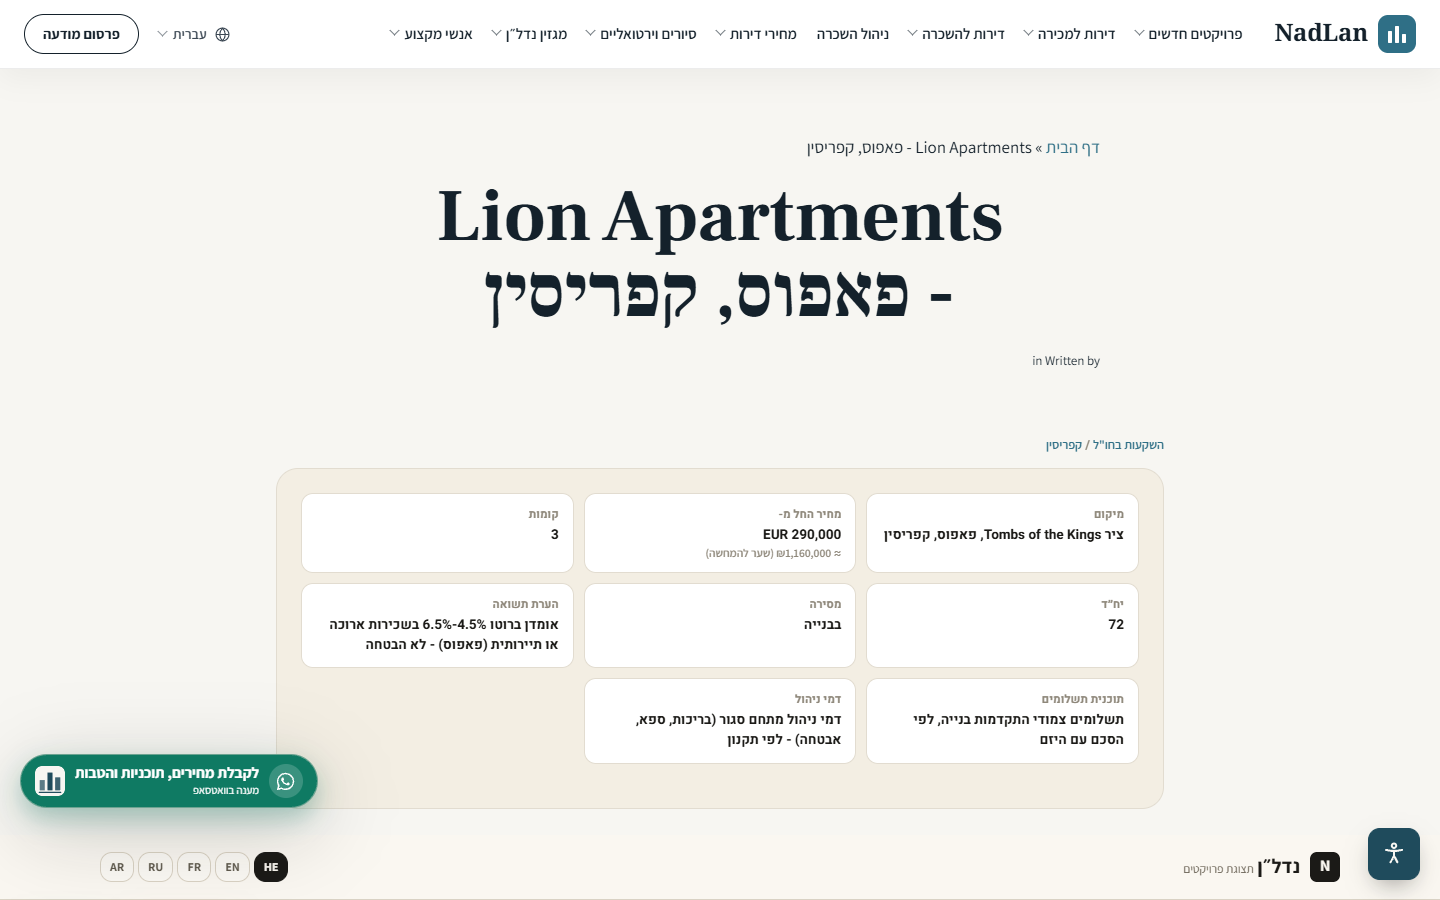 NadLan
פרויקטים חדשים
דירות למכירה
דירות להשכרה
ניהול השכרה
מחירי דירות
סיורים וירטואליים
מגזין נדל״ן
אנשי מקצוע
עברית
פרסום מודעה
דף הבית » Lion Apartments - פאפוס, קפריסין
Lion Apartments
- פאפוס, קפריסין
in Written by
השקעות בחו"ל / קפריסין
מיקום
ציר Tombs of the Kings, פאפוס, קפריסין
מחיר החל מ-
EUR 290,000
≈ ₪1,160,000 (שער להמחשה)
קומות
3
יח״ד
72
מסירה
בבנייה
הערת תשואה
אומדן ברוטו 4.5%-6.5% בשכירות ארוכה
או תיירותית (פאפוס) - לא הבטחה
תוכנית תשלומים
תשלומים צמודי התקדמות בנייה, לפי
הסכם עם היזם
דמי ניהול
דמי ניהול מתחם סגור (בריכות, ספא,
אבטחה) - לפי תקנון
לקבלת מחירים, תוכניות והטבות
מענה בוואטסאפ
N
נדל״ן תצוגת פרויקטים
HE
EN
FR
RU
AR